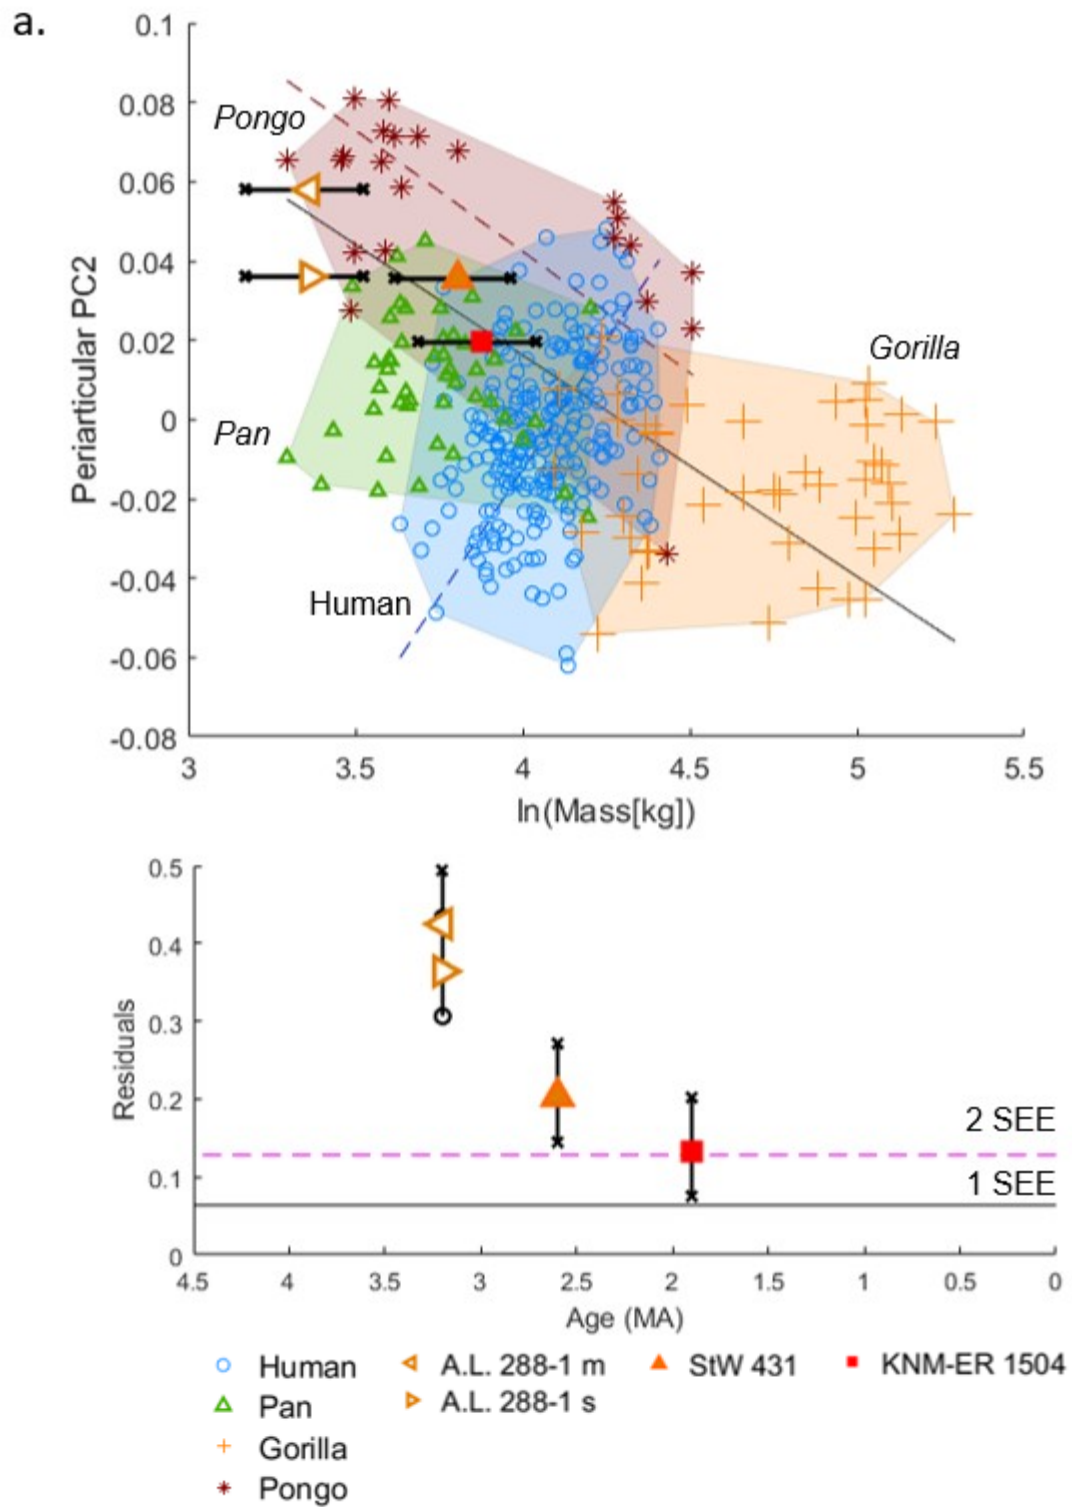 a.
0.1
0.08
0.06
0.04
0.02
0
-0.02
-0.04
-0.06
-0.08
Periarticular PC2
Pongo
Pan
Human
Gorilla
3 3.5 4 4.5 5 5.5
ln(Mass[kg])
0.5
0.4
0.3
0.2
0.1
0
Residuals
2 SEE
1 SEE
4.5 4 3.5 3 2.5 2 1.5 1 0.5 0
Age (MA)
Human A.L. 288-1 m StW 431 KNM-ER 1504
Pan A.L. 288-1 s
Gorilla
Pongo